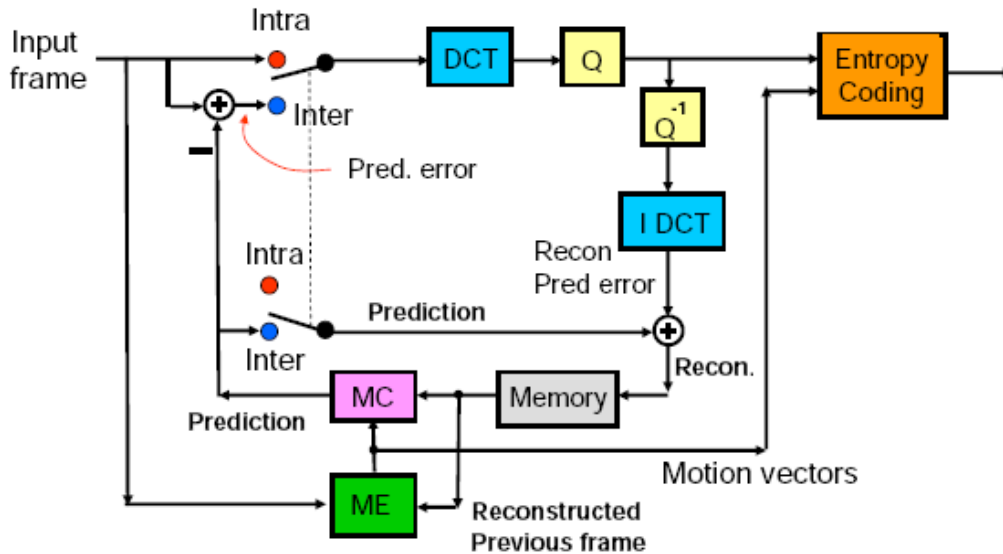 Input
frame
Intra
Inter
+
−
Pred. error
DCT
Q
Q⁻¹
Entropy
Coding
I DCT
Recon
Pred error
Intra
Inter
Prediction
+
Recon.
Prediction
MC
Memory
Motion vectors
ME
Reconstructed
Previous frame